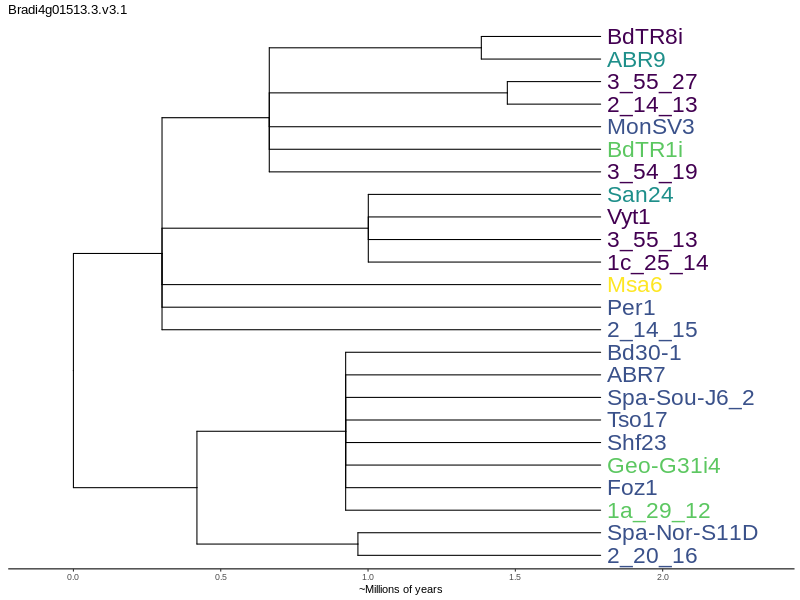 Bradi4g01513.3.v3.1
BdTR8i
ABR9
3_55_27
2_14_13
MonSV3
BdTR1i
3_54_19
San24
Vyt1
3_55_13
1c_25_14
Msa6
Per1
2_14_15
Bd30-1
ABR7
Spa-Sou-J6_2
Tso17
Shf23
Geo-G31i4
Foz1
1a_29_12
Spa-Nor-S11D
2_20_16
0.0 0.5 1.0 1.5 2.0
~Millions of years